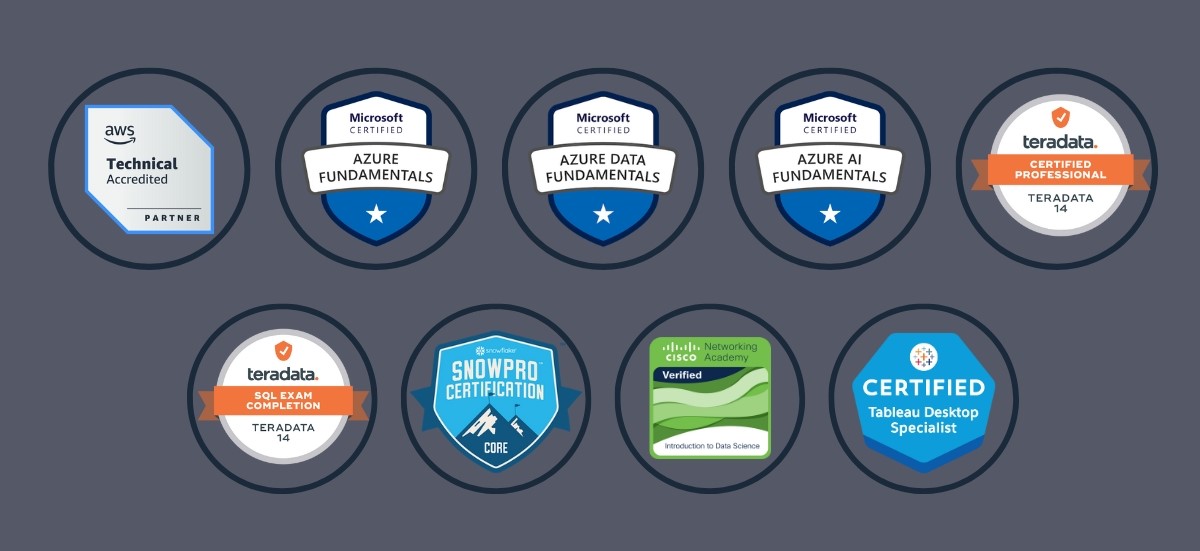 aws
Technical
Accredited
PARTNER
Microsoft
CERTIFIED
AZURE
FUNDAMENTALS
Microsoft
CERTIFIED
AZURE DATA
FUNDAMENTALS
Microsoft
CERTIFIED
AZURE AI
FUNDAMENTALS
teradata.
CERTIFIED
PROFESSIONAL
TERADATA
14
teradata.
SQL EXAM
COMPLETION
TERADATA
14
snowflake
SNOWPRO™
CERTIFICATION
CORE
CISCO
Networking
Academy
Verified
Introduction to Data Science
CERTIFIED
Tableau Desktop
Specialist